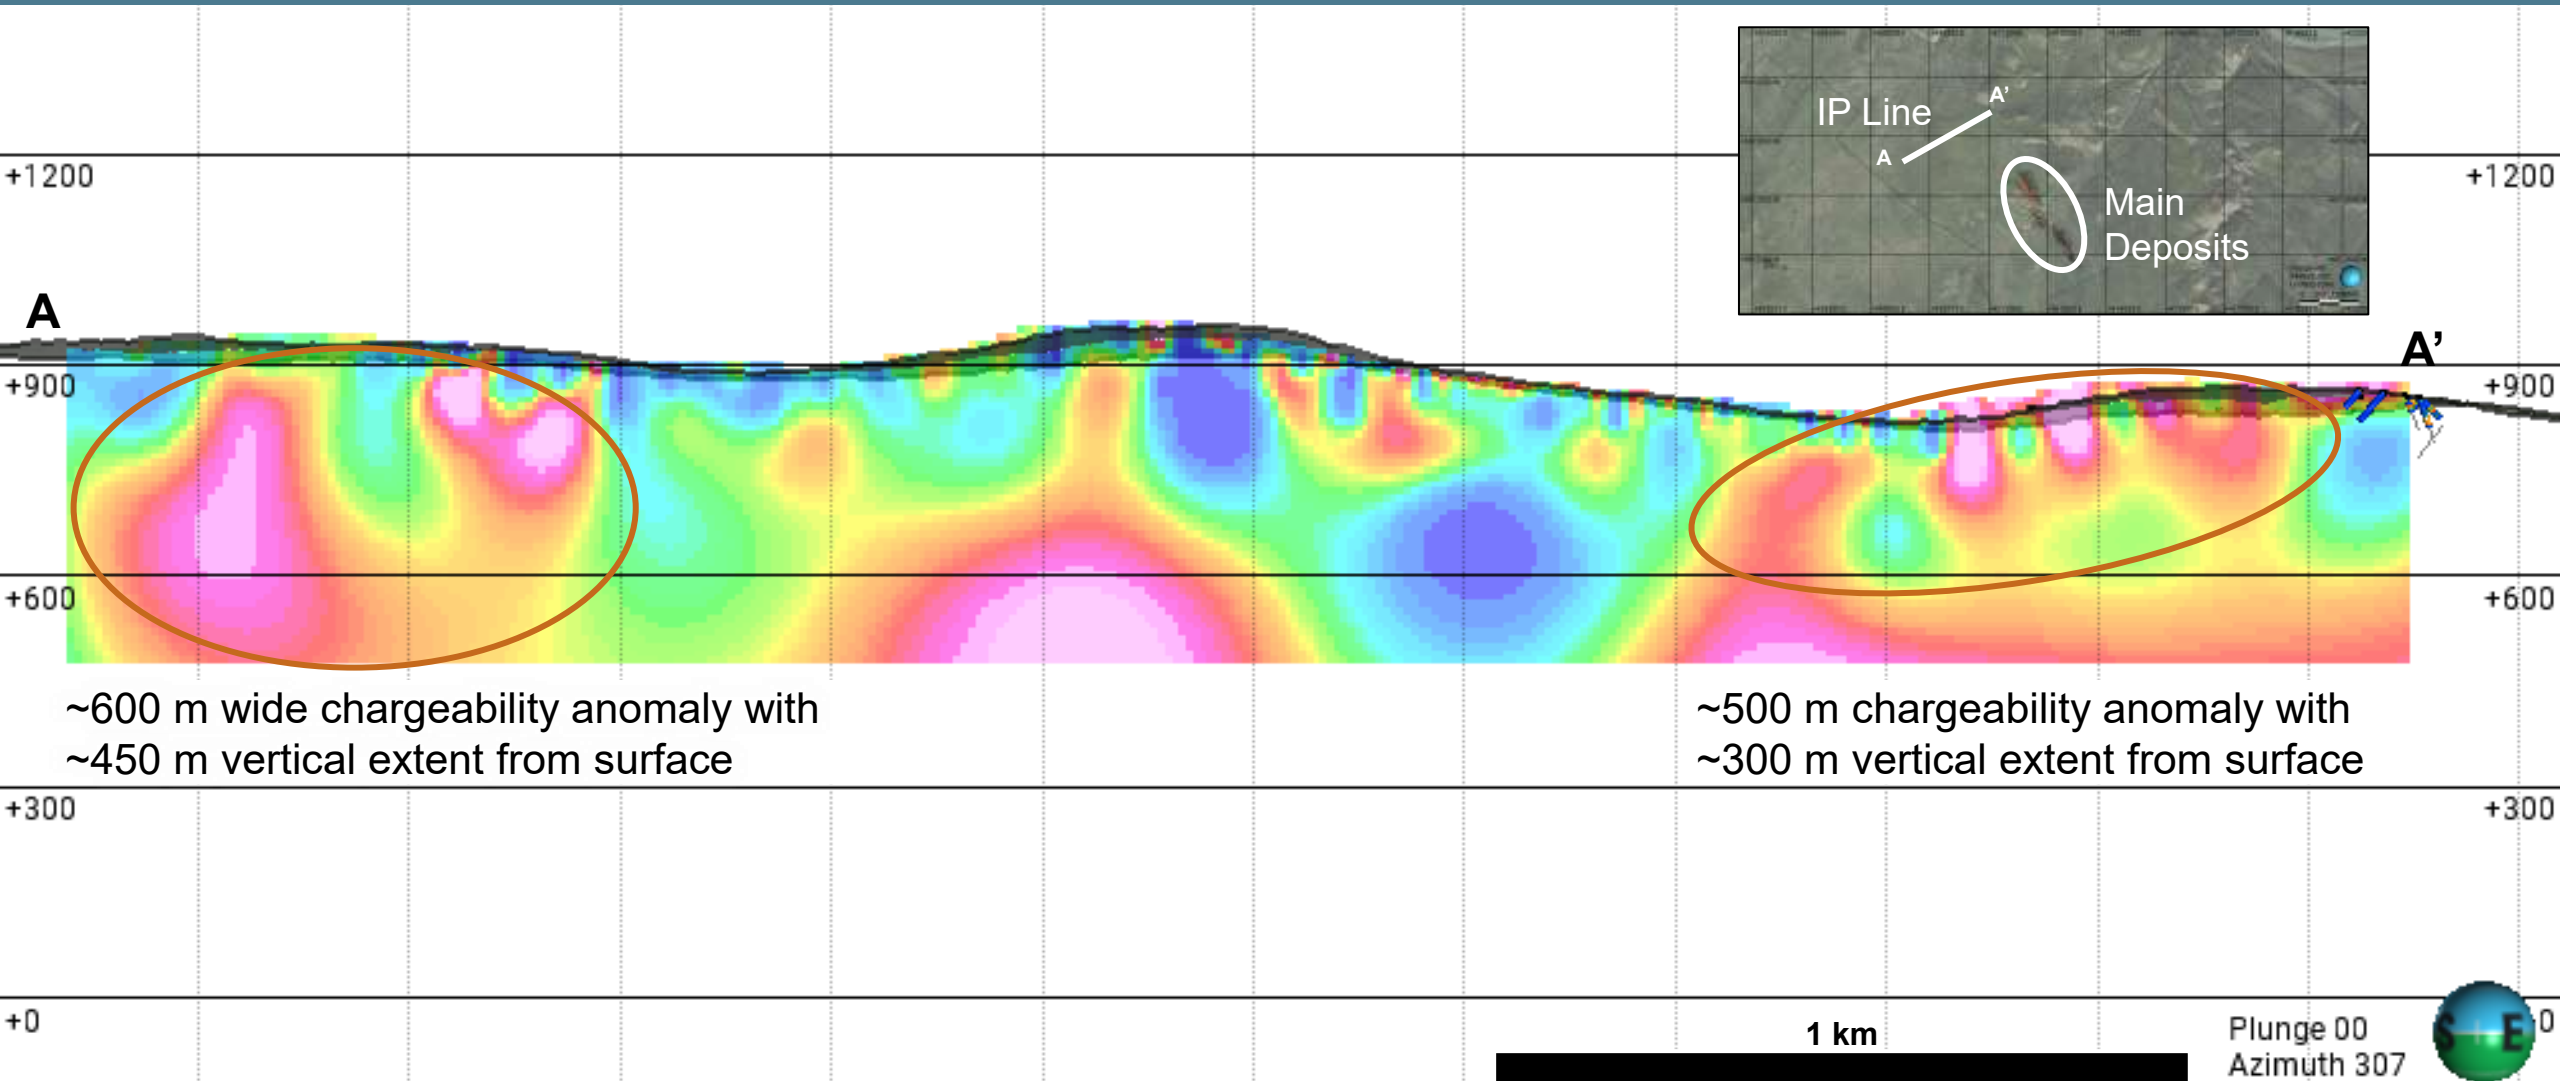 IP Line
A'
A
Main
Deposits
+1200
+1200
A
A'
+900
+900
+600
+600
~600 m wide chargeability anomaly with
~450 m vertical extent from surface
~500 m chargeability anomaly with
~300 m vertical extent from surface
+300
+300
+0
1 km
Plunge 00
Azimuth 307
S
E
0